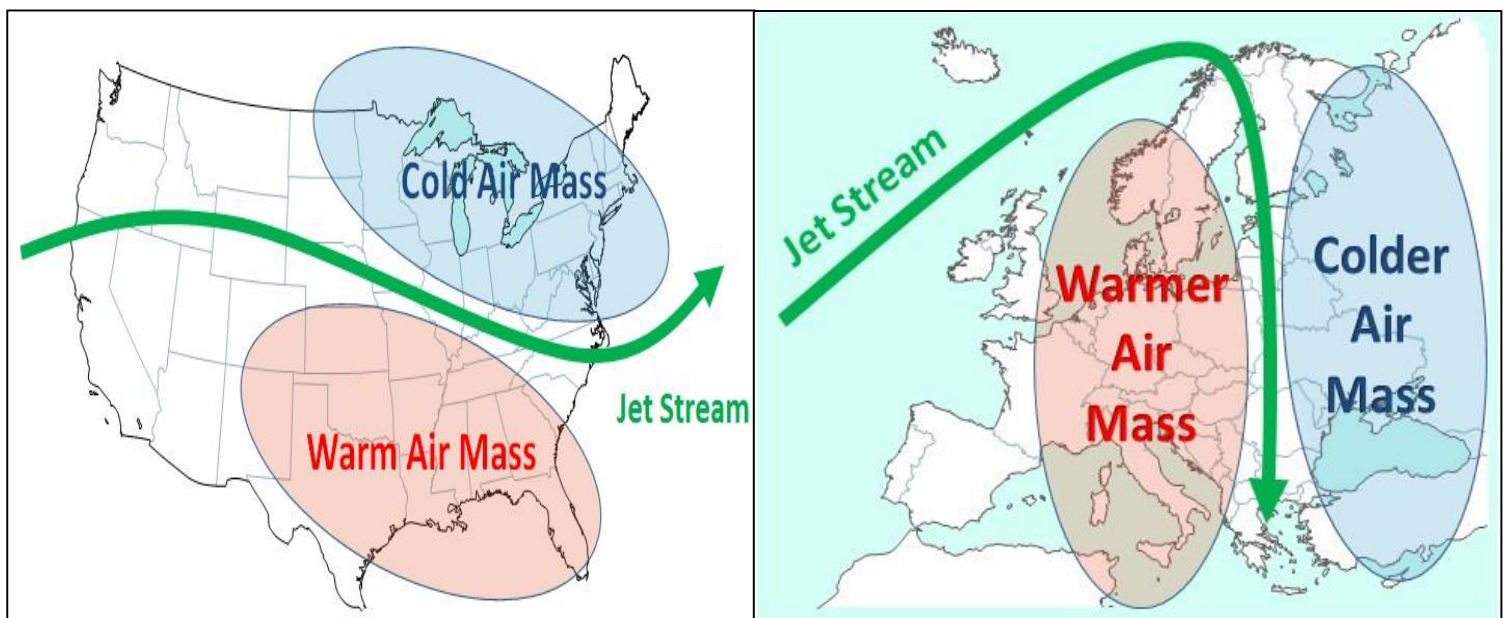 Cold Air Mass
Warm Air Mass
Jet Stream
Jet Stream
Warmer
Air
Mass
Colder
Air
Mass